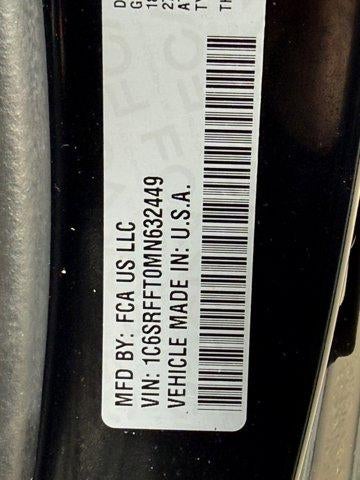 MFD BY: FCA US LLC
VIN: 1C6SRFFT0MN632449
VEHICLE MADE IN: U.S.A.